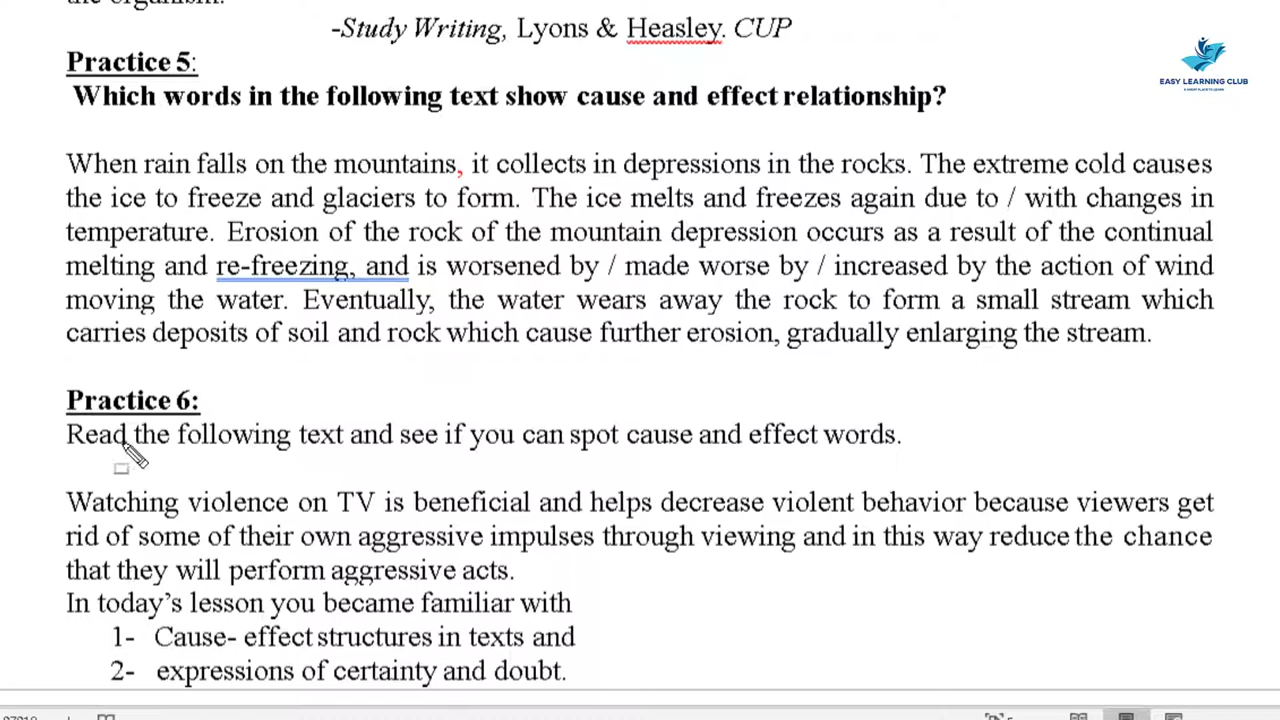 the organism.
-Study Writing, Lyons & Heasley. CUP
Practice 5:
EASY LEARNING CLUB
Which words in the following text show cause and effect relationship?
When rain falls on the mountains, it collects in depressions in the rocks. The extreme cold causes
the ice to freeze and glaciers to form. The ice melts and freezes again due to / with changes in
temperature. Erosion of the rock of the mountain depression occurs as a result of the continual
melting and re-freezing, and is worsened by / made worse by / increased by the action of wind
moving the water. Eventually, the water wears away the rock to form a small stream which
carries deposits of soil and rock which cause further erosion, gradually enlarging the stream.
Practice 6:
Read the following text and see if you can spot cause and effect words.
Watching violence on TV is beneficial and helps decrease violent behavior because viewers get
rid of some of their own aggressive impulses through viewing and in this way reduce the chance
that they will perform aggressive acts.
In today's lesson you became familiar with
1- Cause- effect structures in texts and
2- expressions of certainty and doubt.